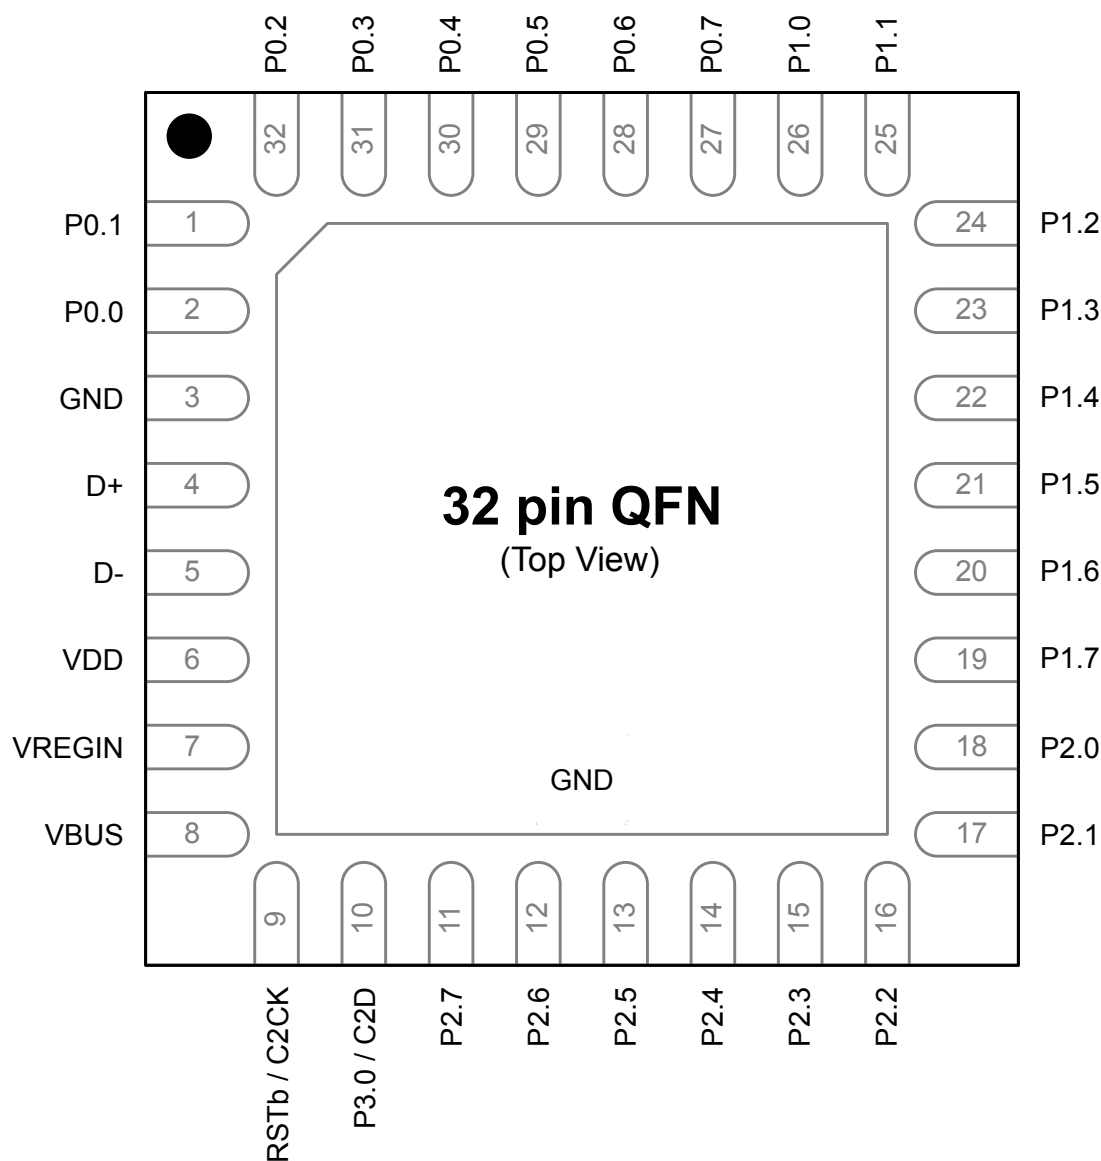 P0.2 P0.3 P0.4 P0.5 P0.6 P0.7 P1.0 P1.1
32 31 30 29 28 27 26 25
P0.1 1 24 P1.2
P0.0 2 23 P1.3
GND 3 22 P1.4
D+ 4 21 P1.5
32 pin QFN
(Top View)
D- 5 20 P1.6
VDD 6 19 P1.7
VREGIN 7 18 P2.0
GND
VBUS 8 17 P2.1
9 10 11 12 13 14 15 16
RSTb / C2CK P3.0 / C2D P2.7 P2.6 P2.5 P2.4 P2.3 P2.2